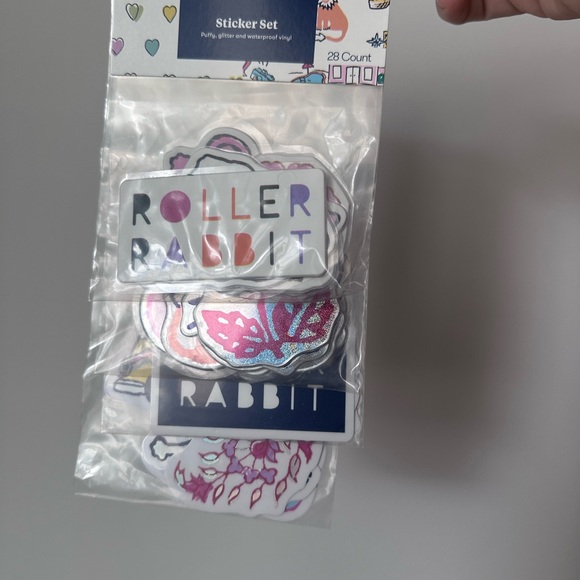 Sticker Set
Puffy, glitter and waterproof vinyl
28 Count
ROLLER
RABBIT
RABBIT